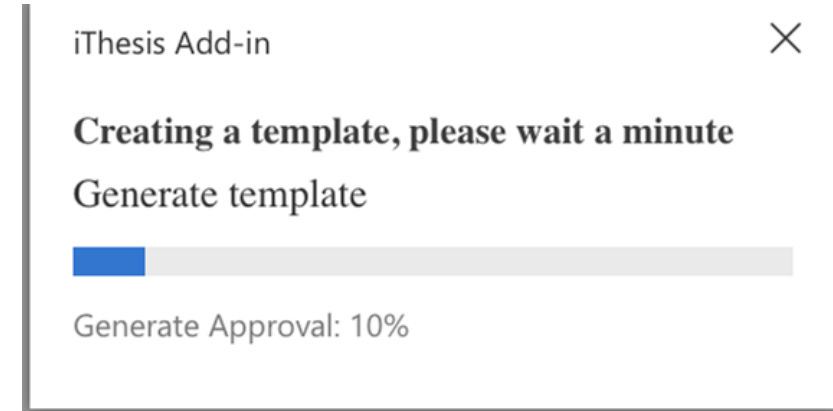 iThesis Add-in
Creating a template, please wait a minute
Generate template
Generate Approval: 10%